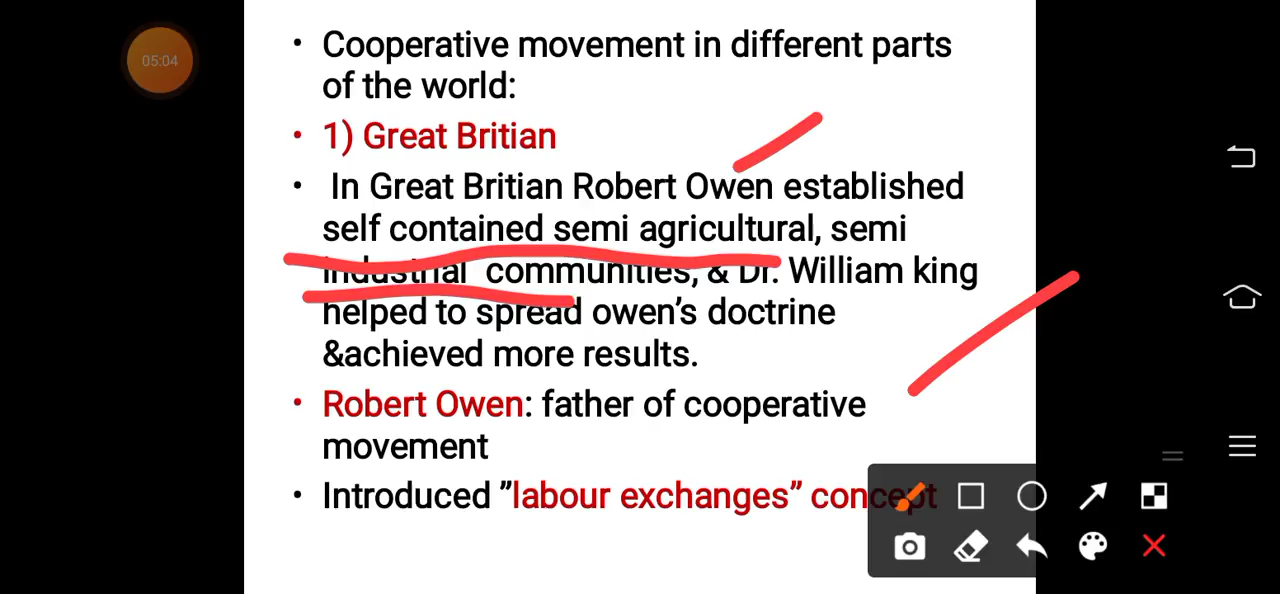 05:04
• Cooperative movement in different parts
of the world:
• 1) Great Britian
• In Great Britian Robert Owen established
self contained semi agricultural, semi
industrial communities, & Dr. William king
helped to spread owen's doctrine
&achieved more results.
• Robert Owen: father of cooperative
movement
• Introduced ”labour exchanges” concept